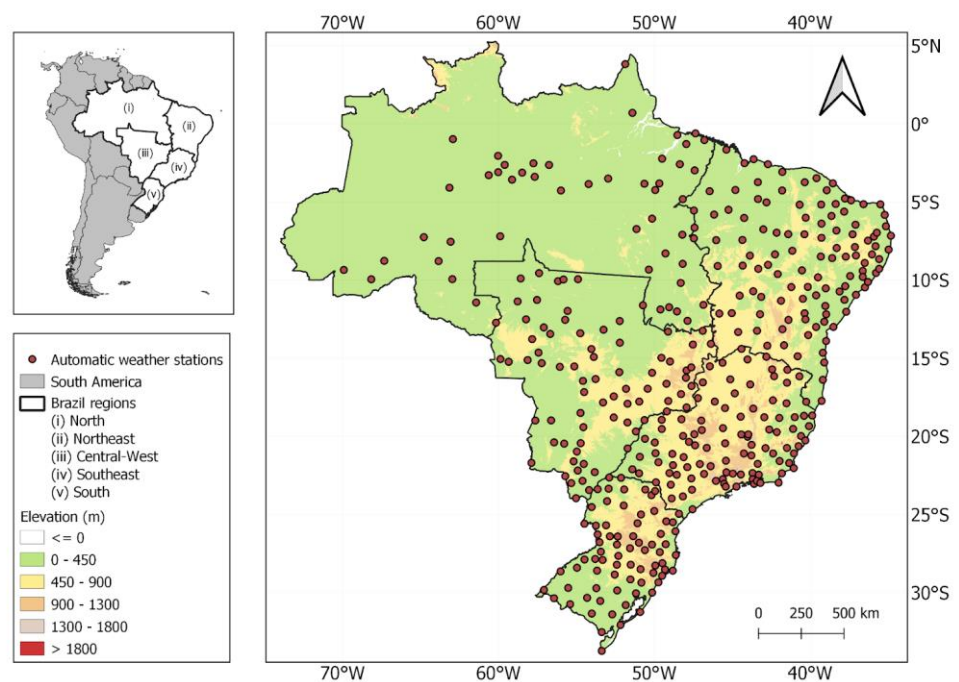 70°W 60°W 50°W 40°W
5°N
0°
5°S
10°S
15°S
20°S
25°S
30°S
(i)
(ii)
(iii)
(iv)
(v)
Automatic weather stations
South America
Brazil regions
(i) North
(ii) Northeast
(iii) Central-West
(iv) Southeast
(v) South
Elevation (m)
<= 0
0 - 450
450 - 900
900 - 1300
1300 - 1800
> 1800
0 250 500 km
70°W 60°W 50°W 40°W